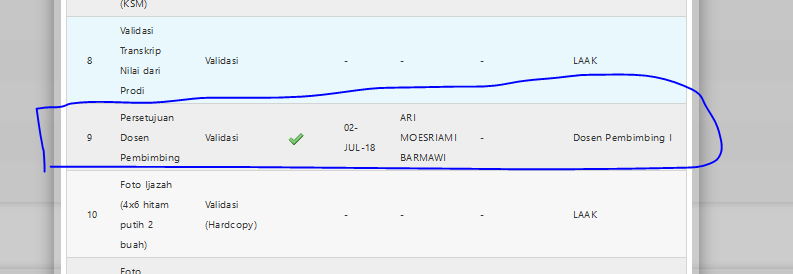 (KSM)
8 Validasi Transkrip Nilai dari Prodi Validasi - - - LAAK
9 Persetujuan Dosen Pembimbing Validasi 02-JUL-18 ARI MOESRIAMI BARMAWI - Dosen Pembimbing I
10 Foto Ijazah (4x6 hitam putih 2 buah) Validasi (Hardcopy) - - - LAAK
Foto